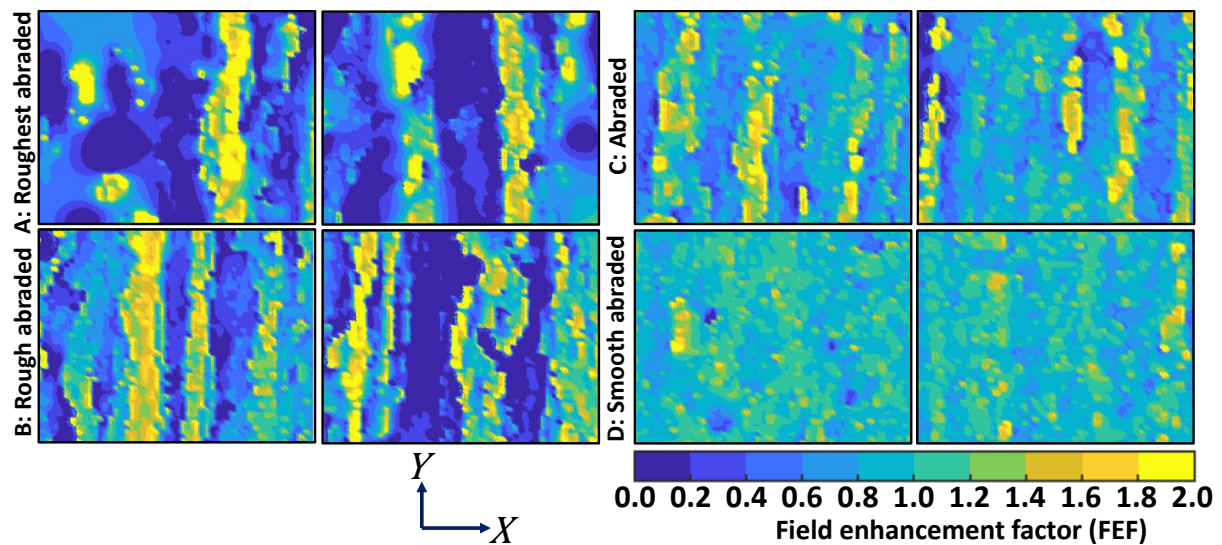 A: Roughest abraded
B: Rough abraded
C: Abraded
D: Smooth abraded
Y
X
0.0 0.2 0.4 0.6 0.8 1.0 1.2 1.4 1.6 1.8 2.0
Field enhancement factor (FEF)